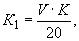 K₁ = V · K / 20,